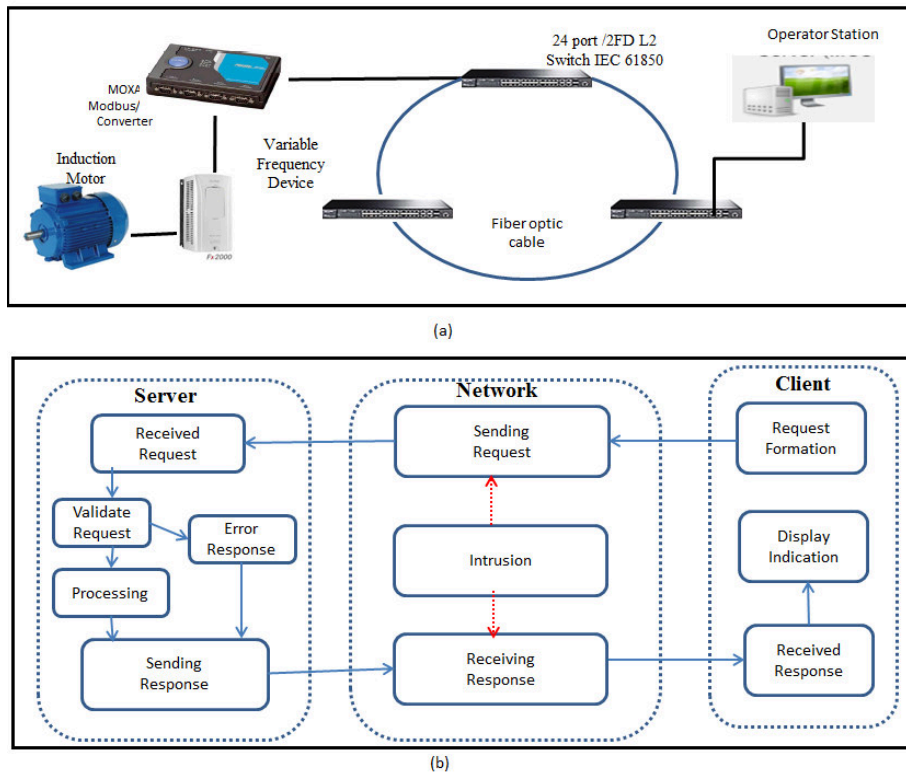 24 port /2FD L2
Switch IEC 61850
Operator Station
MOXA
Modbus/
Converter
Variable
Frequency
Device
Induction
Motor
Fiber optic
cable
Fx2000
(a)
Server
Network
Client
Received
Request
Sending
Request
Request
Formation
Validate
Request
Error
Response
Intrusion
Display
Indication
Processing
Sending
Response
Receiving
Response
Received
Response
(b)